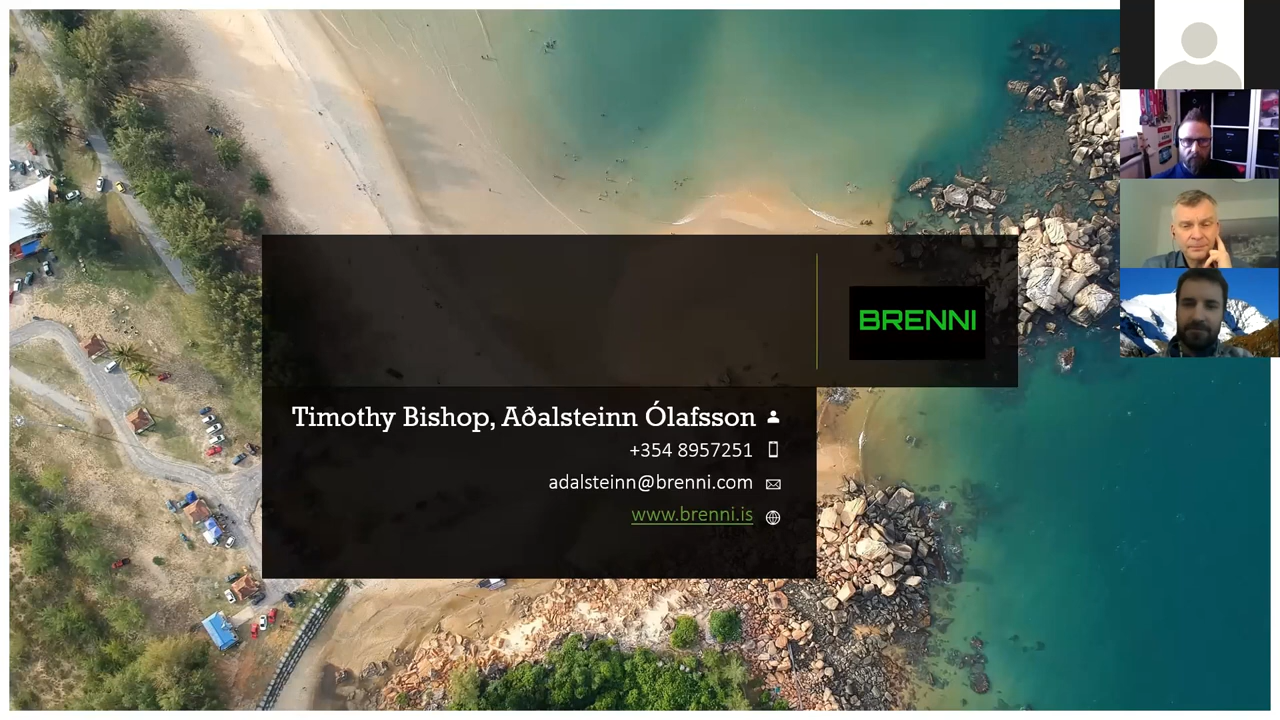 BRENNI
Timothy Bishop, Aðalsteinn Ólafsson
+354 8957251
adalsteinn@brenni.com
www.brenni.is